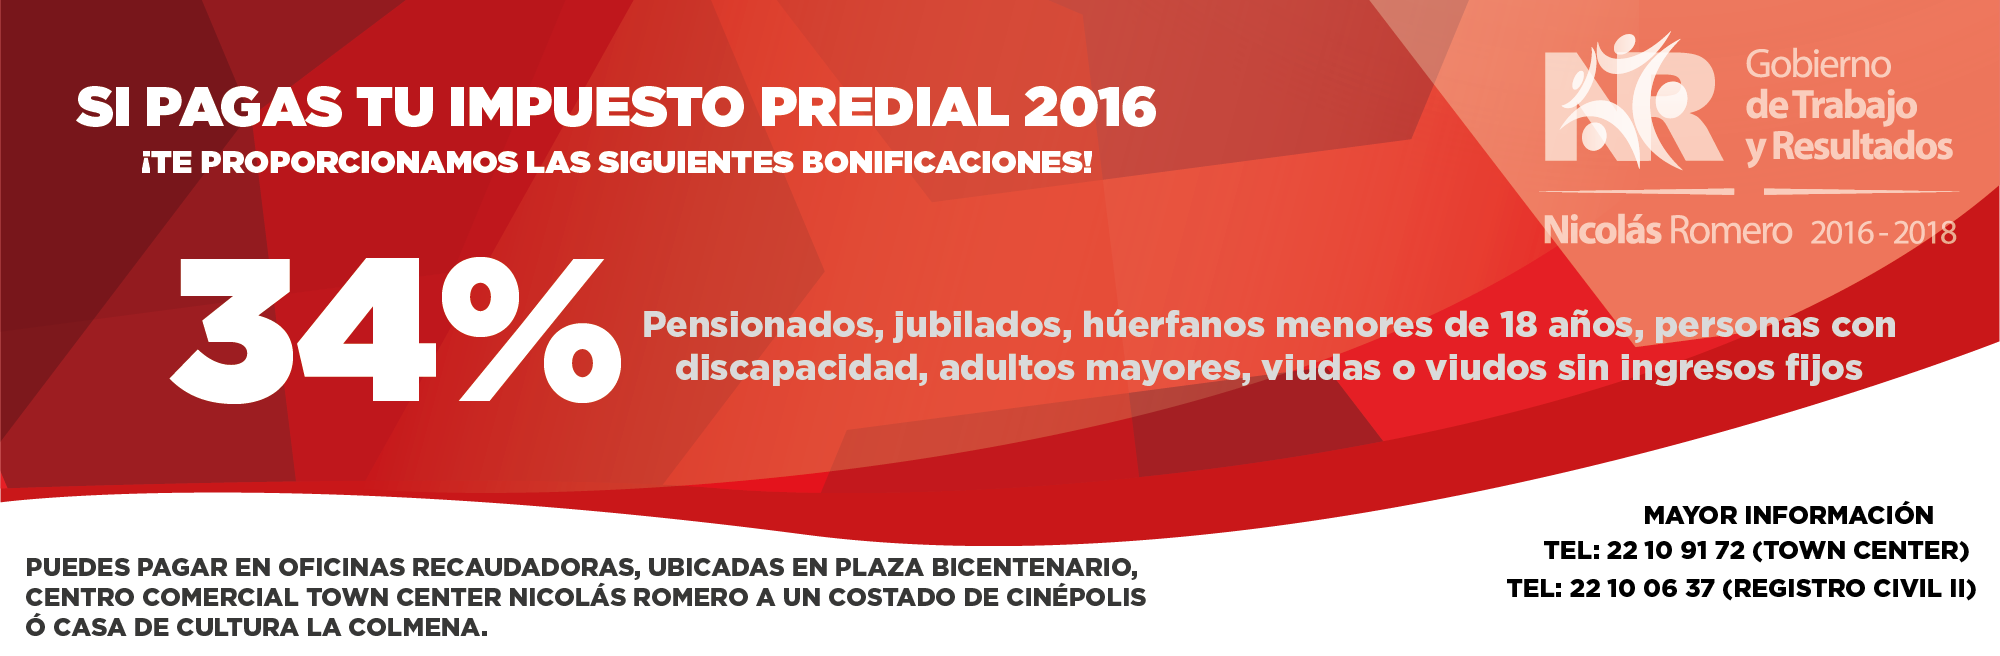 SI PAGAS TU IMPUESTO PREDIAL 2016
¡TE PROPORCIONAMOS LAS SIGUIENTES BONIFICACIONES!
NR
Gobierno
de Trabajo
y Resultados
Nicolás Romero 2016 - 2018
34%
Pensionados, jubilados, húerfanos menores de 18 años, personas con
discapacidad, adultos mayores, viudas o viudos sin ingresos fijos
PUEDES PAGAR EN OFICINAS RECAUDADORAS, UBICADAS EN PLAZA BICENTENARIO,
CENTRO COMERCIAL TOWN CENTER NICOLÁS ROMERO A UN COSTADO DE CINÉPOLIS
Ó CASA DE CULTURA LA COLMENA.
MAYOR INFORMACIÓN
TEL: 22 10 91 72 (TOWN CENTER)
TEL: 22 10 06 37 (REGISTRO CIVIL II)